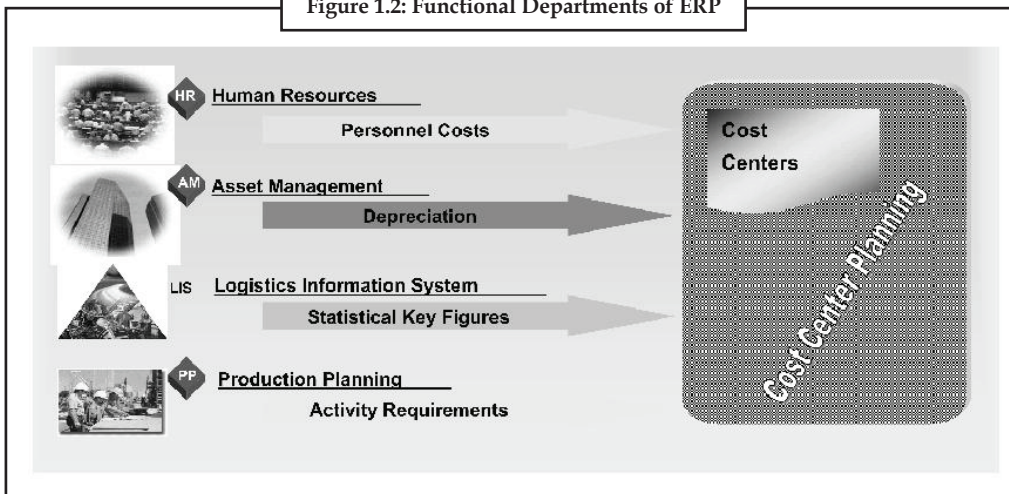 Figure 1.2: Functional Departments of ERP
HR Human Resources
Personnel Costs
AM Asset Management
Depreciation
LIS Logistics Information System
Statistical Key Figures
PP Production Planning
Activity Requirements
Cost
Centers
Cost Center Planning